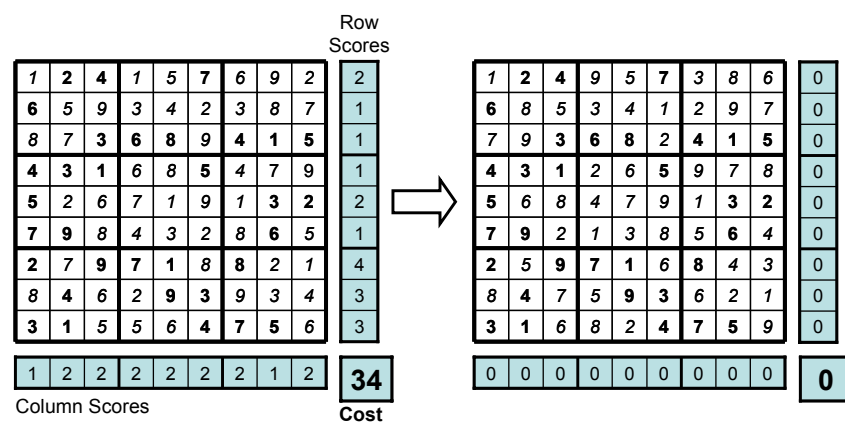 Row
Scores
1 2 4 1 5 7 6 9 2 2 1 2 4 9 5 7 3 8 6 0
6 5 9 3 4 2 3 8 7 1 6 8 5 3 4 1 2 9 7 0
8 7 3 6 8 9 4 1 5 1 7 9 3 6 8 2 4 1 5 0
4 3 1 6 8 5 4 7 9 1 4 3 1 2 6 5 9 7 8 0
5 2 6 7 1 9 1 3 2 2 5 6 8 4 7 9 1 3 2 0
7 9 8 4 3 2 8 6 5 1 7 9 2 1 3 8 5 6 4 0
2 7 9 7 1 8 8 2 1 4 2 5 9 7 1 6 8 4 3 0
8 4 6 2 9 3 9 3 4 3 8 4 7 5 9 3 6 2 1 0
3 1 5 5 6 4 7 5 6 3 3 1 6 8 2 4 7 5 9 0
1 2 2 2 2 2 2 1 2 34 0 0 0 0 0 0 0 0 0 0
Column Scores Cost